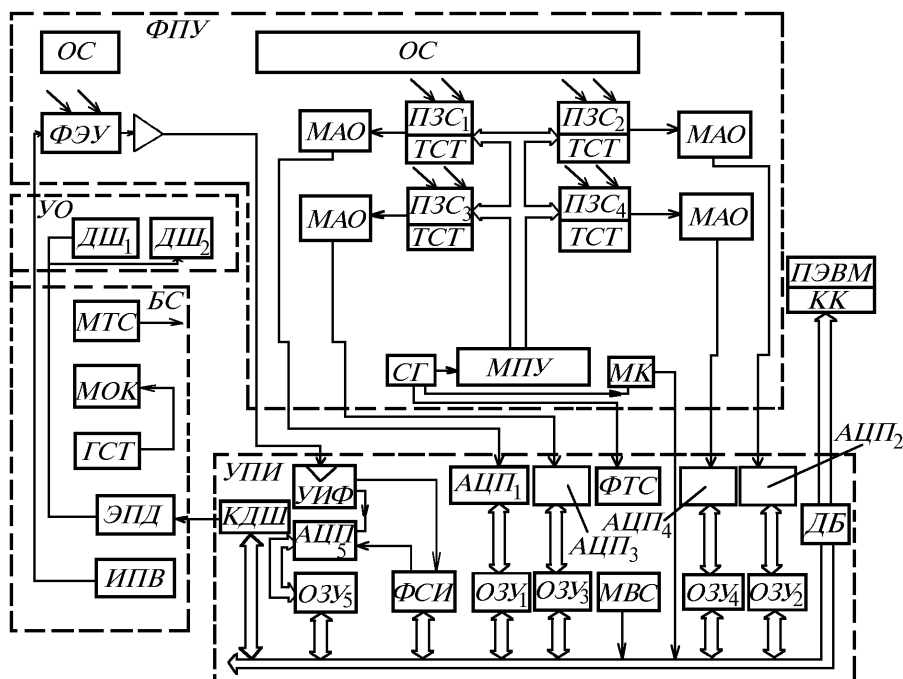 ФПУ
ОС
ОС
ФЭУ
МАО
ПЗС1
ТСТ
ПЗС2
ТСТ
МАО
МАО
ПЗС3
ТСТ
ПЗС4
ТСТ
МАО
УО
ДШ1
ДШ2
ПЭВМ
КК
БС
МТС
МОК
ГСТ
ЭПД
ИПВ
СГ
МПУ
МК
УПИ
КДШ
УИФ
АЦП5
ОЗУ5
ФСИ
АЦП1
АЦП3
ФТС
АЦП4
АЦП2
ДБ
ОЗУ1
ОЗУ3
МВС
ОЗУ4
ОЗУ2